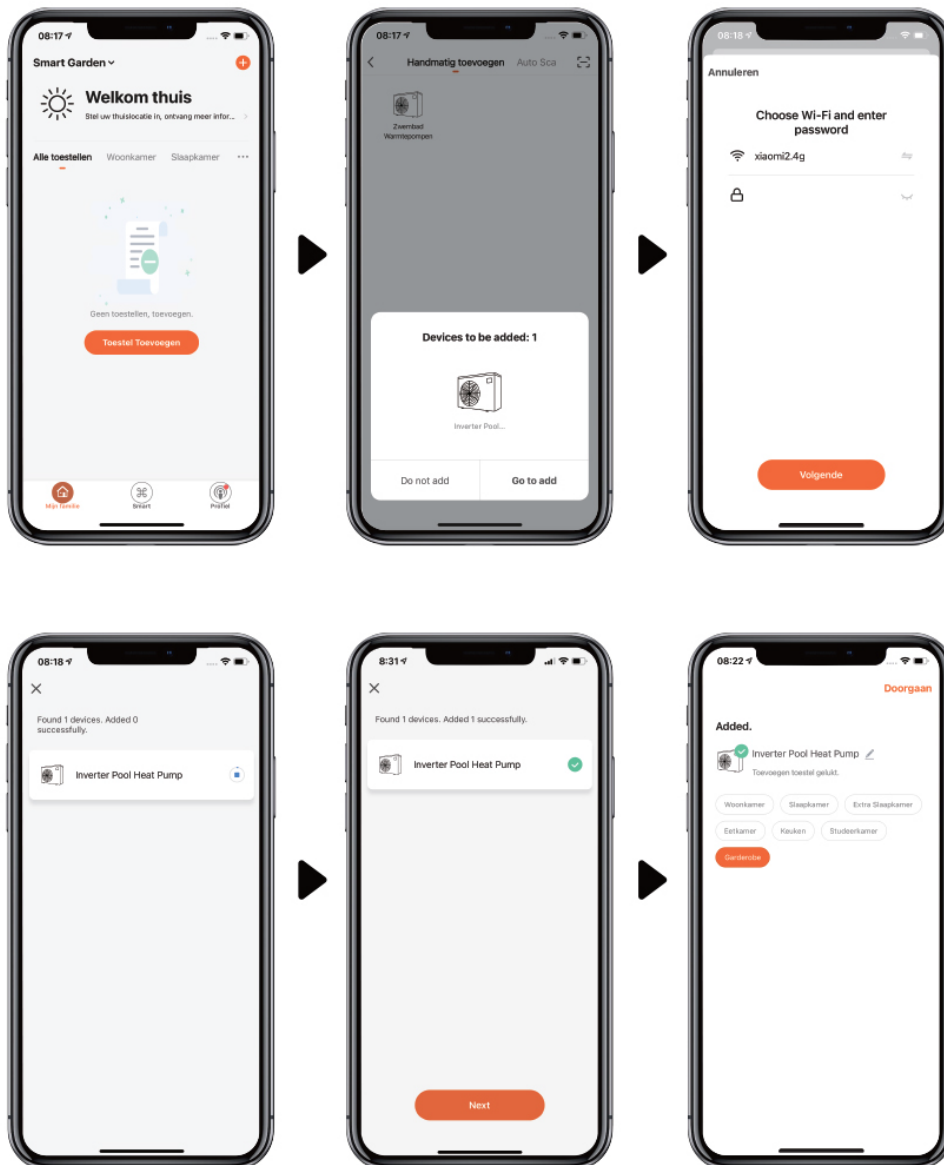 08:17
Smart Garden
Welkom thuis
Stel uw thuislocatie in, ontvang meer infor...
Alle toestellen Woonkamer Slaapkamer ...
Geen toestellen, toevoegen.
Toestel Toevoegen
Mijn familie Smart Profiel
08:17
Handmatig toevoegen Auto Sca
Zwembad
Warmtepompen
Devices to be added: 1
Inverter Pool...
Do not add Go to add
08:18
Annuleren
Choose Wi-Fi and enter
password
xiaomi2.4g
Volgende
08:18
Found 1 devices. Added 0
successfully.
Inverter Pool Heat Pump
8:31
Found 1 devices. Added 1 successfully.
Inverter Pool Heat Pump
Next
08:22
Doorgaan
Added.
Inverter Pool Heat Pump
Toevoegen toestel gelukt.
Woonkamer Slaapkamer Extra Slaapkamer
Eetkamer Keuken Studeerkamer
Garderobe